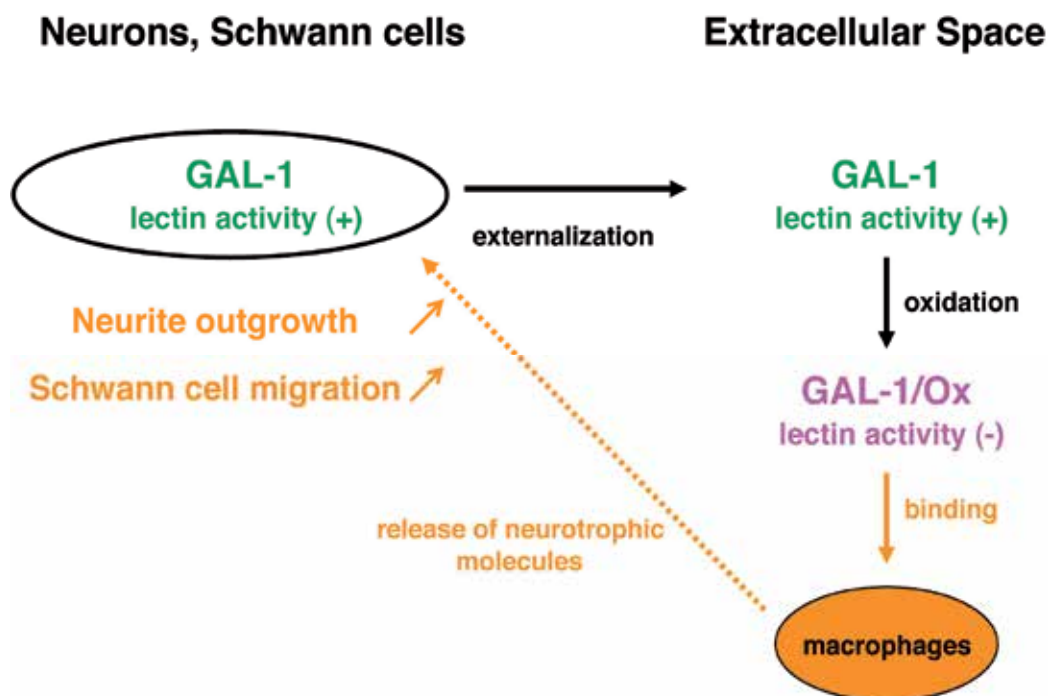 Neurons, Schwann cells
Extracellular Space
GAL-1
lectin activity (+)
externalization
GAL-1
lectin activity (+)
oxidation
Neurite outgrowth
Schwann cell migration
GAL-1/Ox
lectin activity (-)
binding
release of neurotrophic
molecules
macrophages